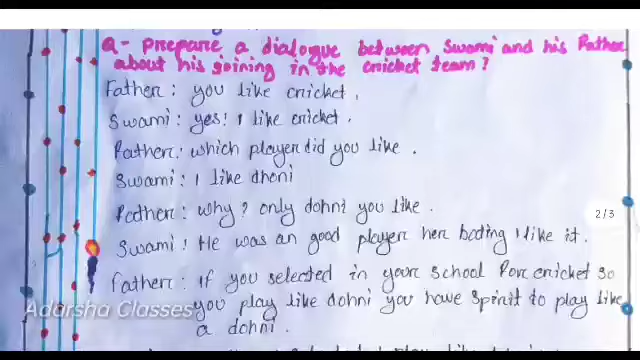 Q - Prepare a dialogue between Swami and his Father
about his joining in the cricket team?
Father : you like cricket.
Swami : yes! I like cricket.
Father : which player did you like.
Swami : I like dhoni
Father : why? only dohni you like.
2/3
Swami : He was an good player her bating I like it.
Father : If you selected in your school For cricket so
you play like dohni you have spirit to play like
a dohni.
Adarsha Classes